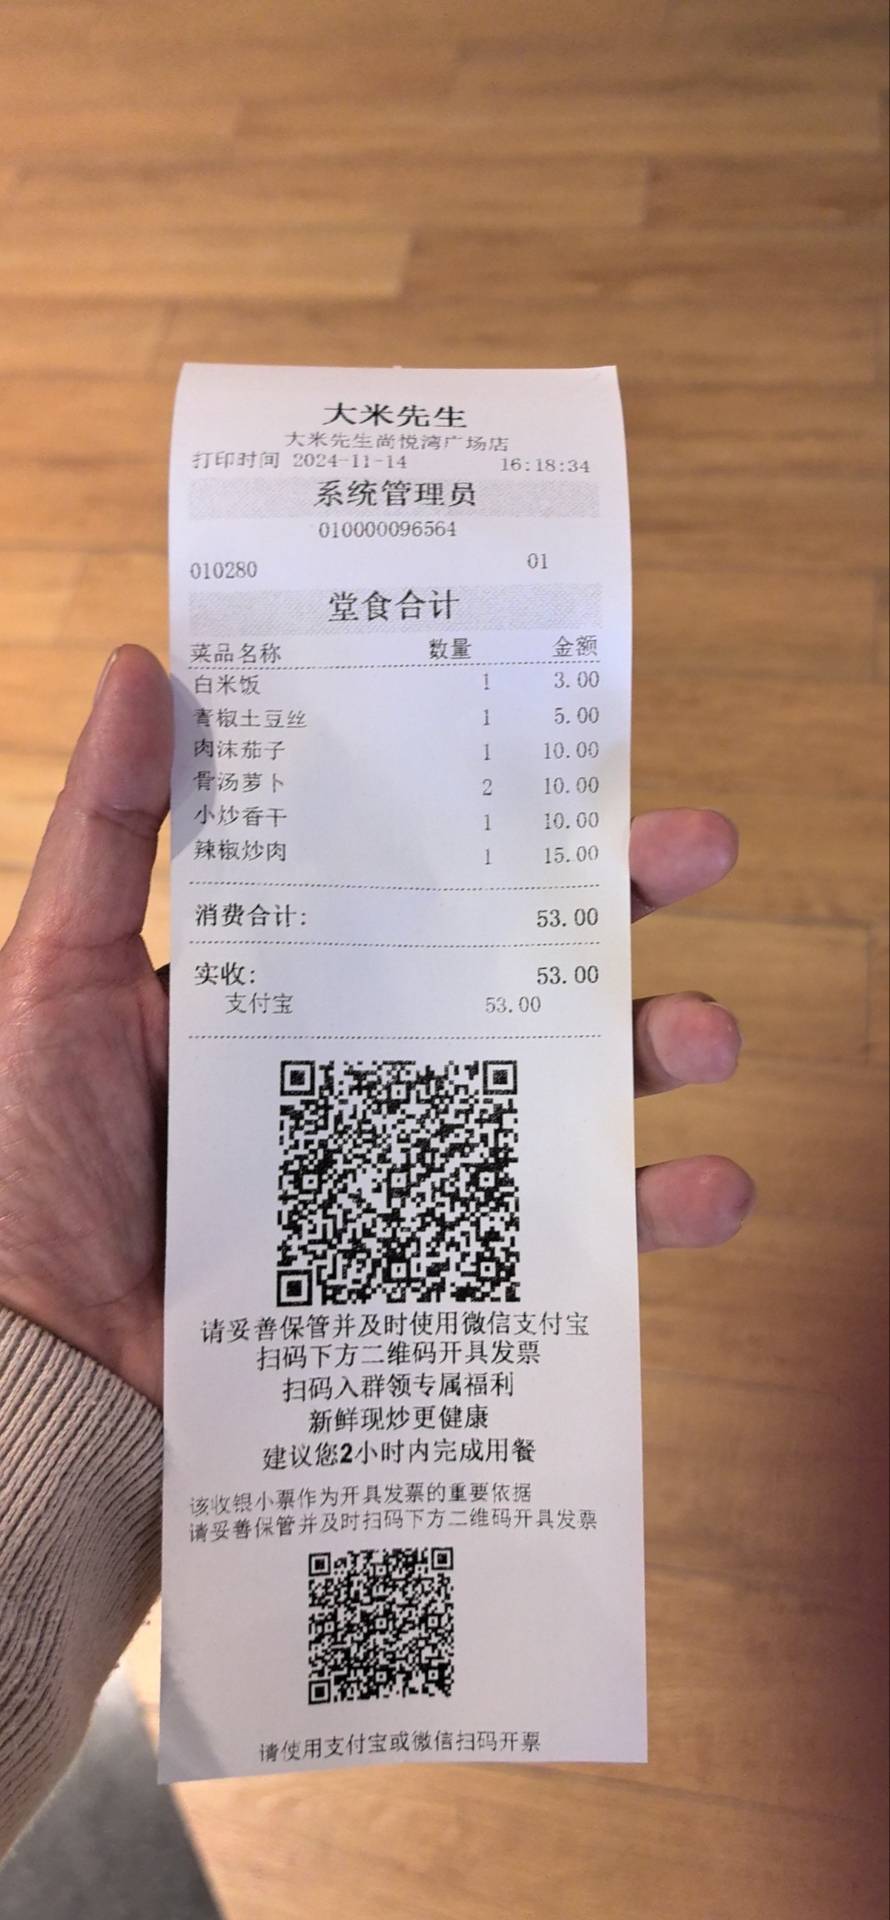 大米先生
大米先生尚悦湾广场店
打印时间 2024-11-14 16:18:34
系统管理员
010000096564
010280 01
堂食合计
菜品名称 数量 金额
白米饭 1 3.00
青椒土豆丝 1 5.00
肉沫茄子 1 10.00
骨汤萝卜 2 10.00
小炒香干 1 10.00
辣椒炒肉 1 15.00
消费合计: 53.00
实收: 53.00
支付宝 53.00
请妥善保管并及时使用微信支付宝
扫码下方二维码开具发票
扫码入群领专属福利
新鲜现炒更健康
建议您2小时内完成用餐
该收银小票作为开具发票的重要依据
请妥善保管并及时扫码下方二维码开具发票
请使用支付宝或微信扫码开票